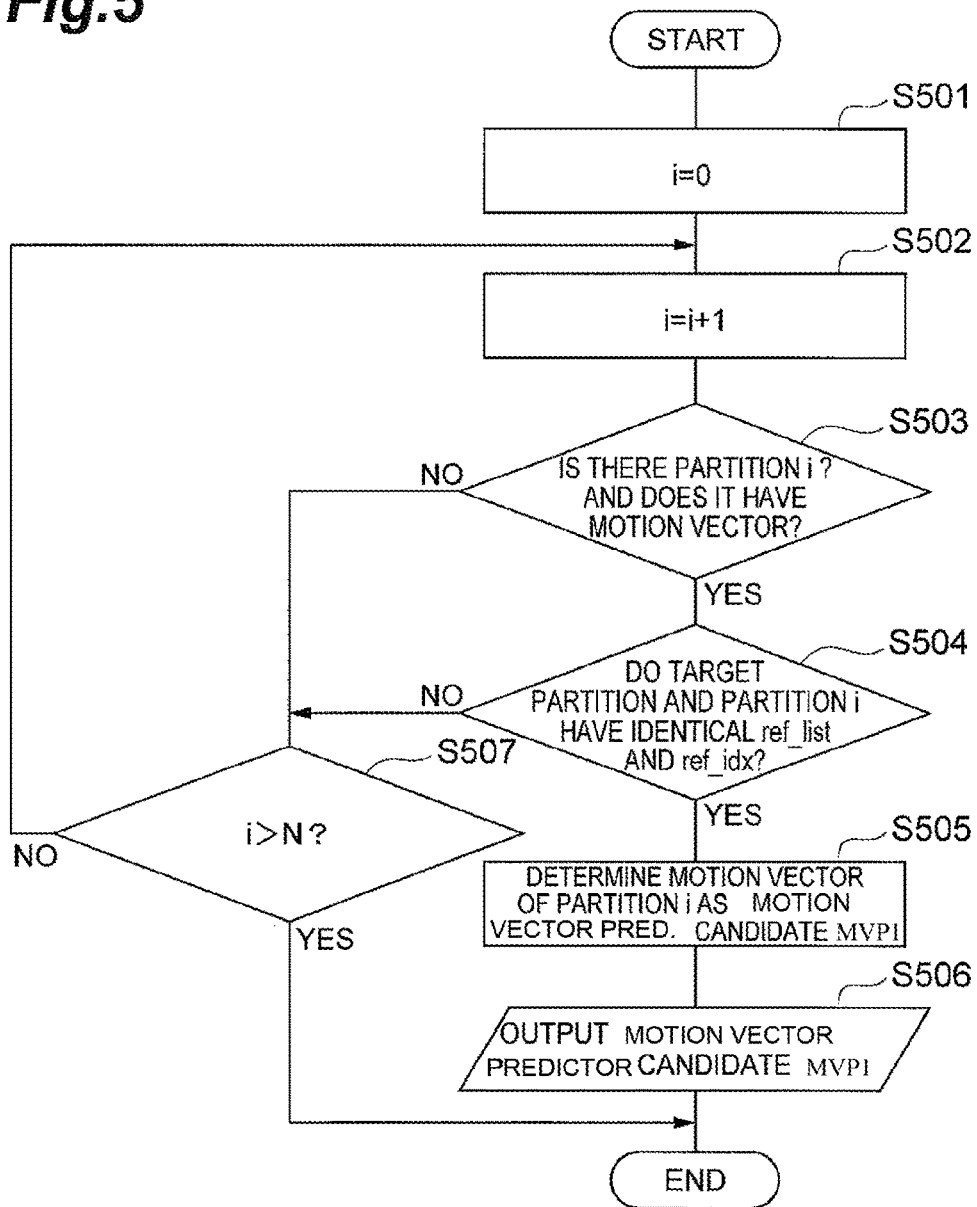 Fig.5
START
S501
i=0
S502
i=i+1
S503
NO
IS THERE PARTITION i ?
AND DOES IT HAVE
MOTION VECTOR?
YES
S504
NO
DO TARGET
PARTITION AND PARTITION i
HAVE IDENTICAL ref_list
AND ref_idx?
YES
S507
i>N ?
NO
YES
S505
DETERMINE MOTION VECTOR
OF PARTITION i AS MOTION
VECTOR PRED. CANDIDATE MVP1
S506
OUTPUT MOTION VECTOR
PREDICTOR CANDIDATE MVP1
END